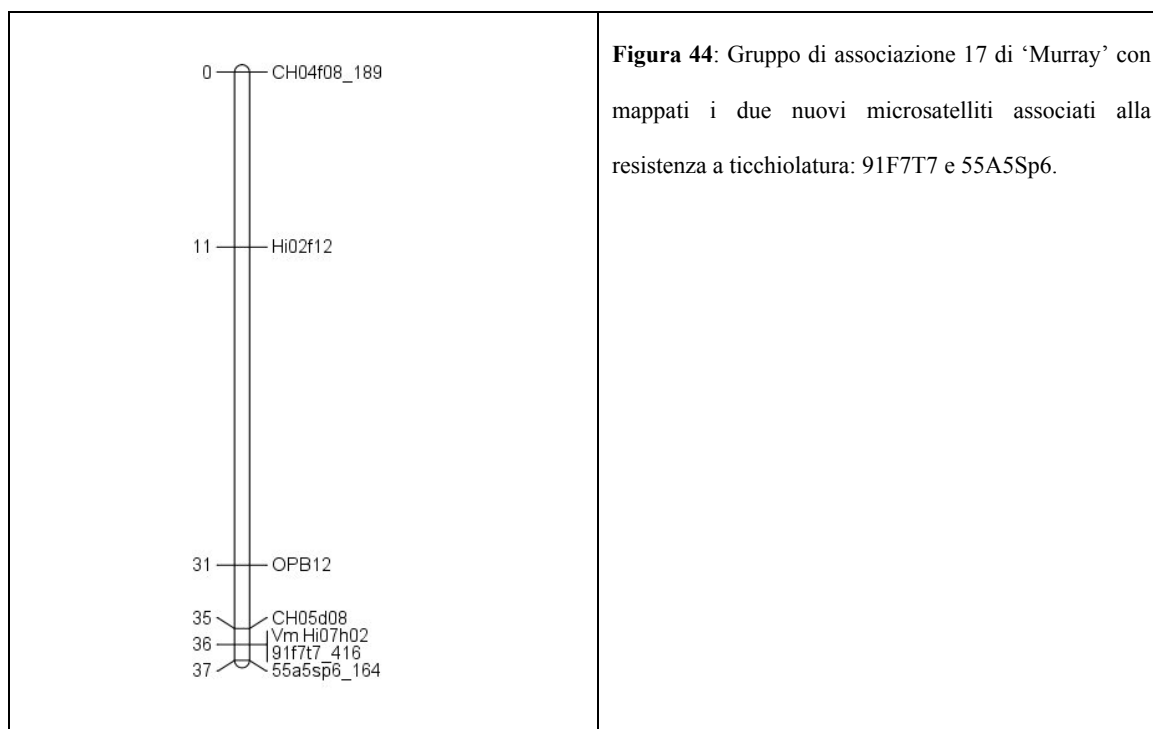 0 CH04f08_189
11 Hi02f12
31 OPB12
35 CH05d08
36 Vm Hi07h02
91f7t7_416
37 55a5sp6_164
Figura 44: Gruppo di associazione 17 di ‘Murray’ con
mappati i due nuovi microsatelliti associati alla
resistenza a ticchiolatura: 91F7T7 e 55A5Sp6.